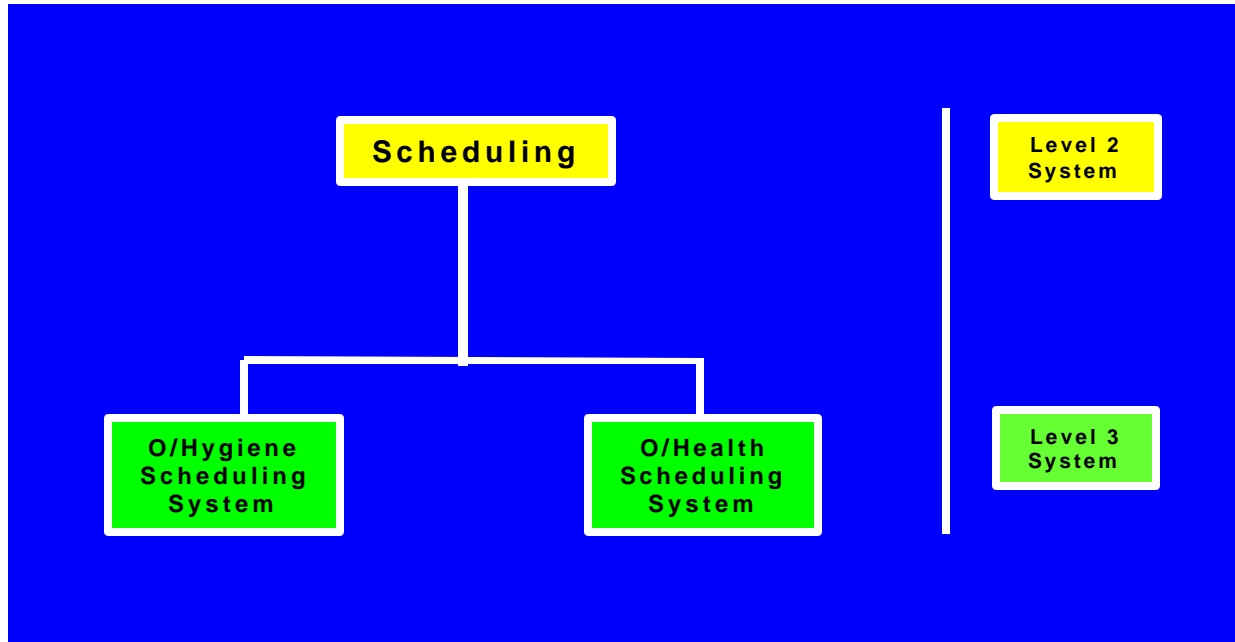 Scheduling
Level 2
System
O/Hygiene
Scheduling
System
O/Health
Scheduling
System
Level 3
System